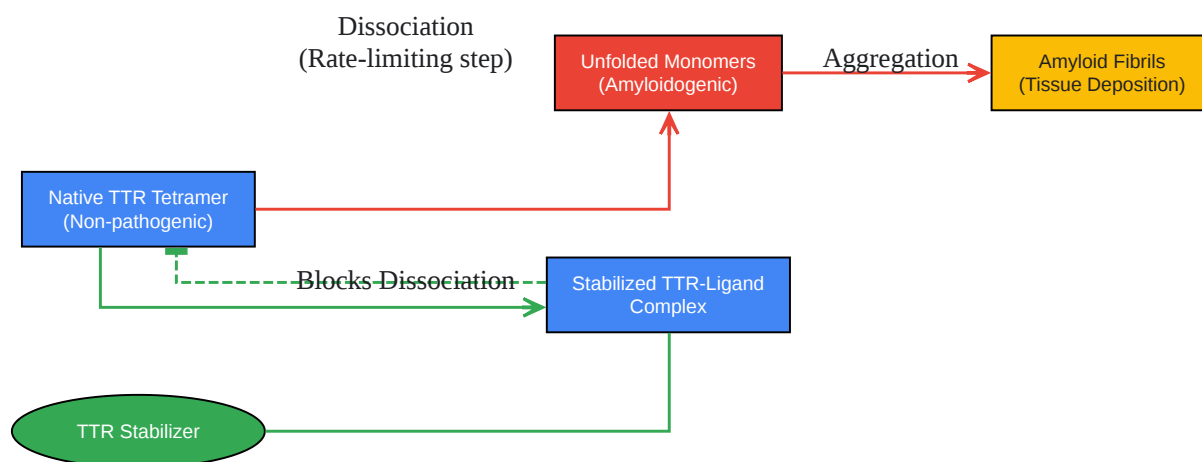 Dissociation
(Rate-limiting step)
Unfolded Monomers
(Amyloidogenic)
Aggregation
Amyloid Fibrils
(Tissue Deposition)
Native TTR Tetramer
(Non-pathogenic)
Blocks Dissociation
Stabilized TTR-Ligand
Complex
TTR Stabilizer